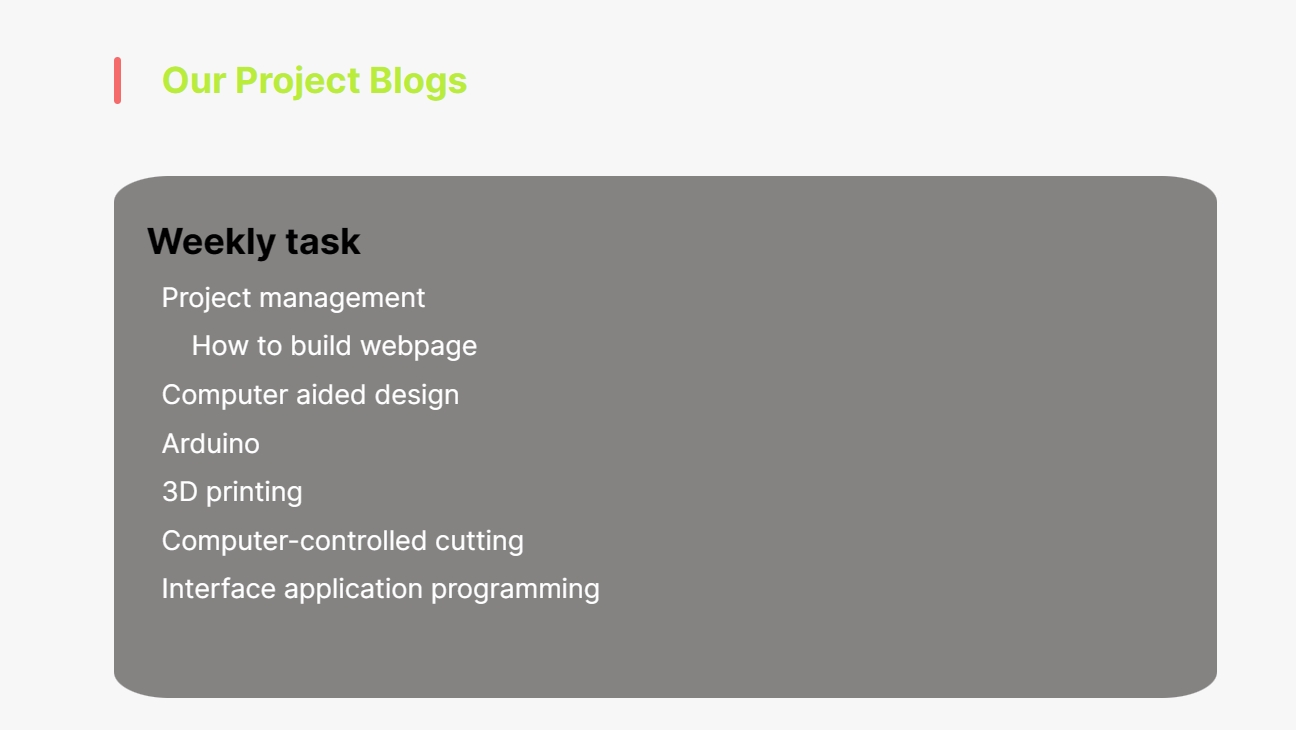 Our Project Blogs
Weekly task
Project management
How to build webpage
Computer aided design
Arduino
3D printing
Computer-controlled cutting
Interface application programming